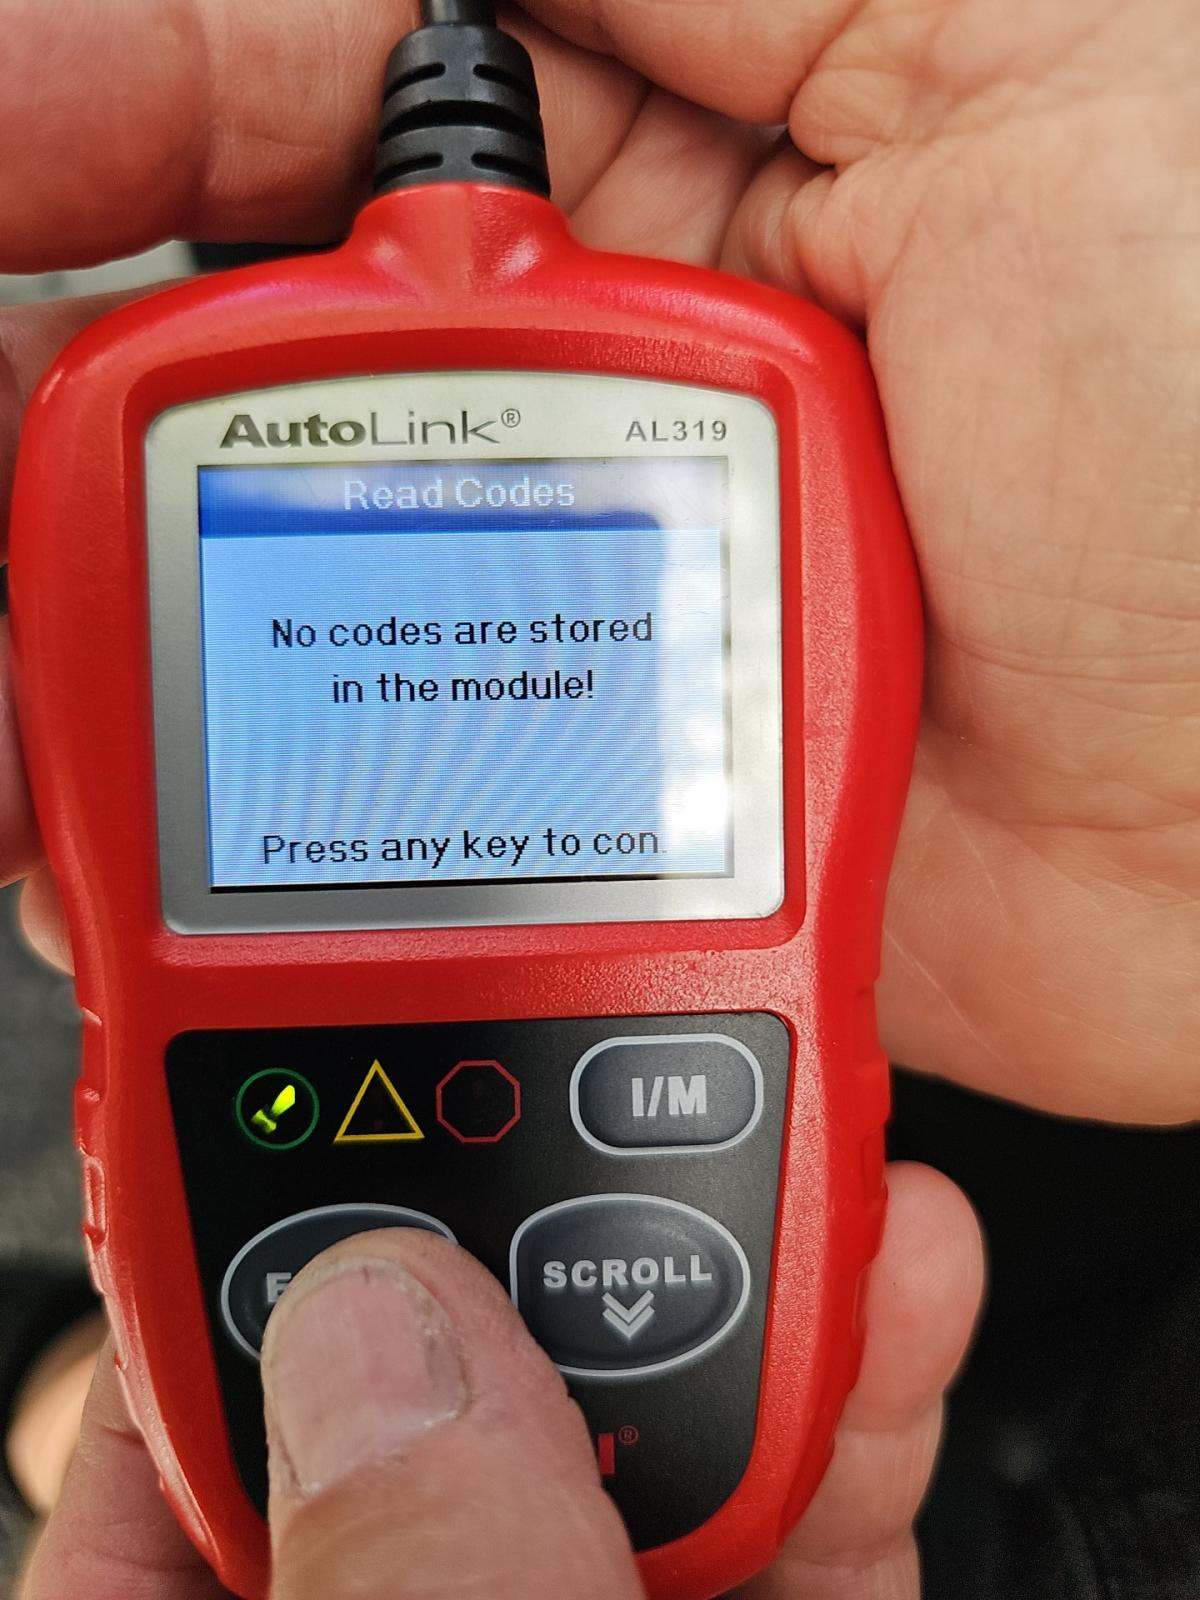 AutoLink®
AL319
Read Codes
No codes are stored
in the module!
Press any key to con.
I/M
SCROLL
®